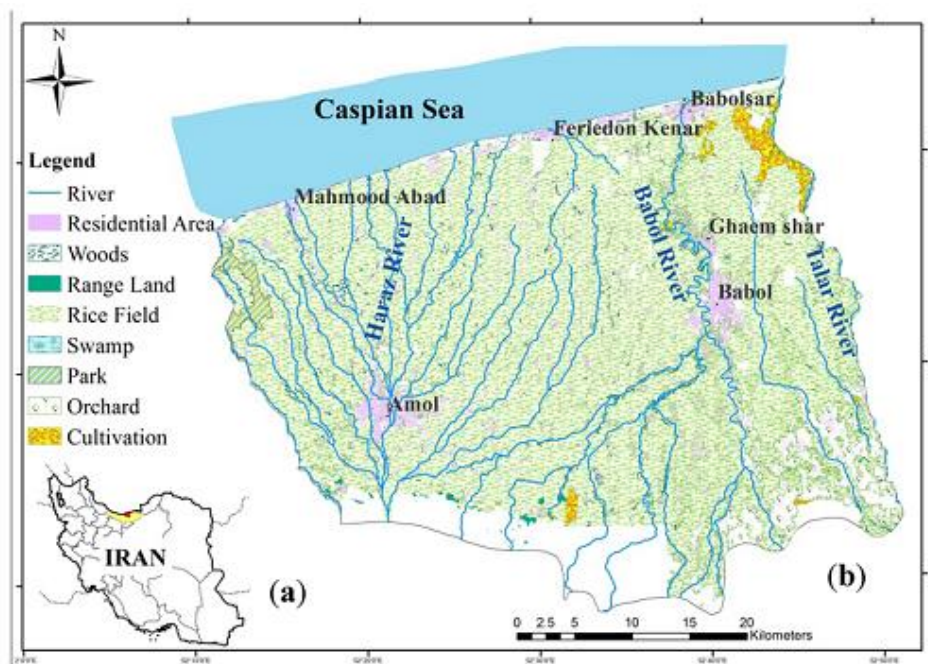 N
Caspian Sea
Babolsar
Feriedon Kenar
Mahmood Abad
Haraz River
Babol River
Ghaem shar
Talar River
Babol
Amol
Legend
River
Residential Area
Woods
Range Land
Rice Field
Swamp
Park
Orchard
Cultivation
IRAN
(a)
(b)
0 2.5 5 10 15 20
Kilometers